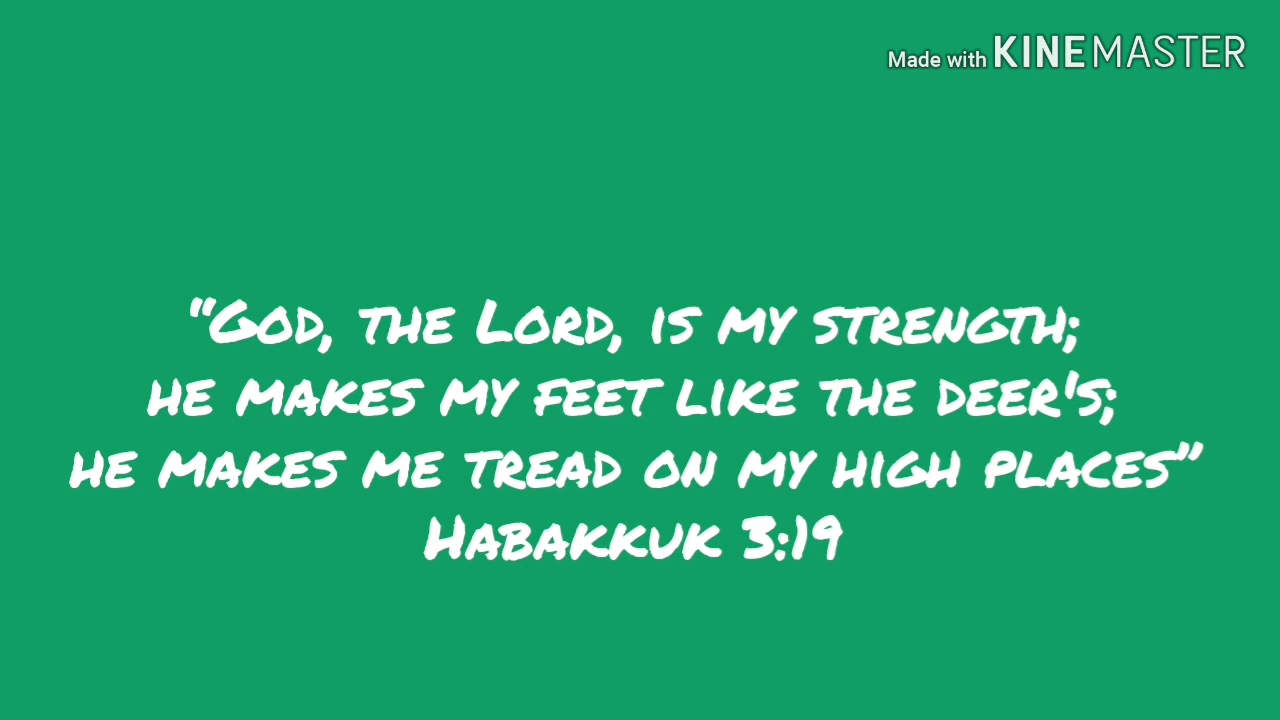 Made with KINEMASTER
"God, the Lord, is my strength;
he makes my feet like the deer's;
he makes me tread on my high places"
Habakkuk 3:19